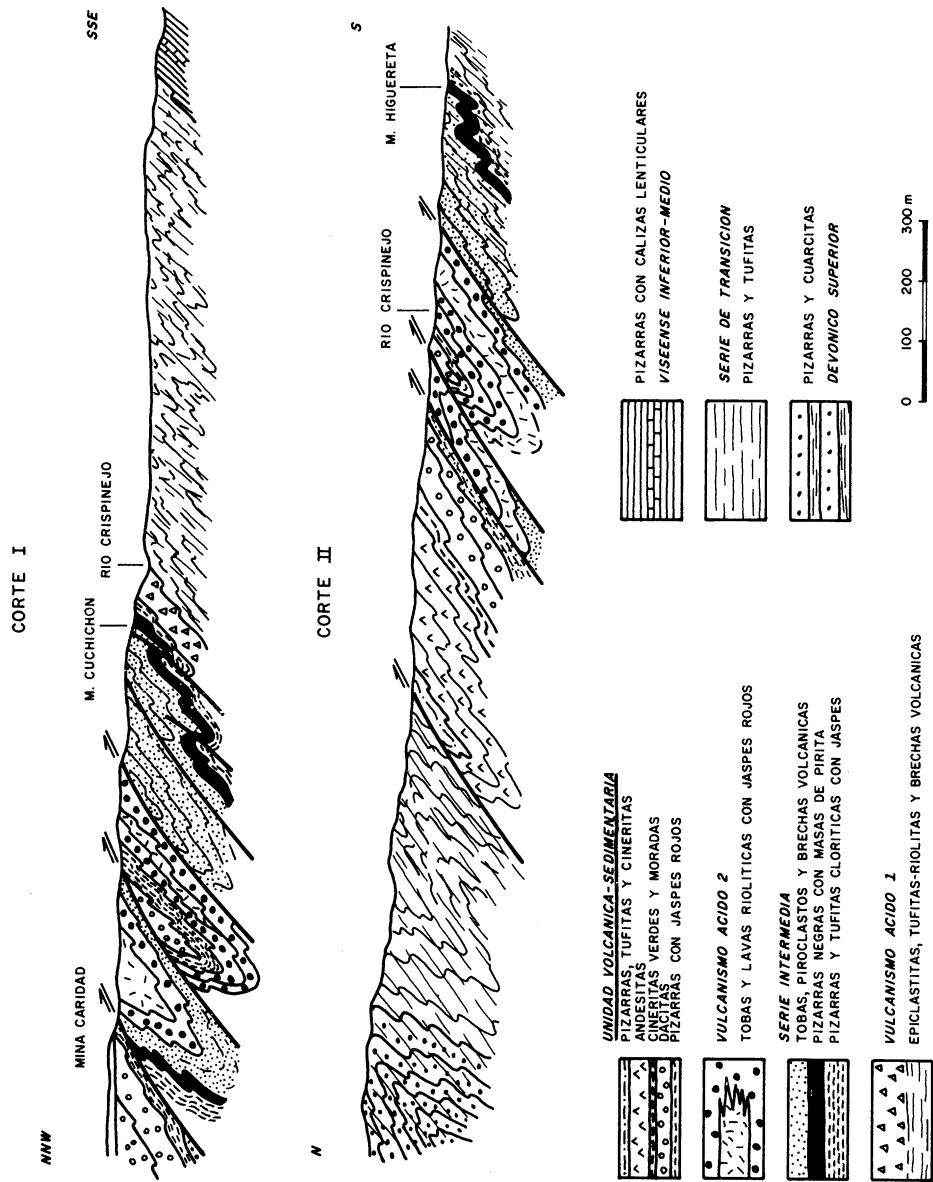 CORTE I
NNW
SSE
MINA CARIDAD
M. CUCHICHON
RIO CRISPINEJO
CORTE II
N
S
RIO CRISPINEJO
M. HIGUERETA
UNIDAD VOLCANICA-SEDIMENTARIA
PIZARRAS, TUFITAS Y CINERITAS
ANDESITAS
CINERITAS VERDES Y MORADAS
DACITAS
PIZARRAS CON JASPES ROJOS
VULCANISMO ACIDO 2
TOBAS Y LAVAS RIOLITICAS CON JASPES ROJOS
SERIE INTERMEDIA
TOBAS, PIROCLASTOS Y BRECHAS VOLCANICAS
PIZARRAS NEGRAS CON MASAS DE PIRITA
PIZARRAS Y TUFITAS CLORITICAS CON JASPES
VULCANISMO ACIDO 1
EPICLASTITAS, TUFITAS-RIOLITAS Y BRECHAS VOLCANICAS
PIZARRAS CON CALIZAS LENTICULARES
VISEENSE INFERIOR-MEDIO
SERIE DE TRANSICION
PIZARRAS Y TUFITAS
PIZARRAS Y CUARCITAS
DEVONICO SUPERIOR
0 100 200 300 m